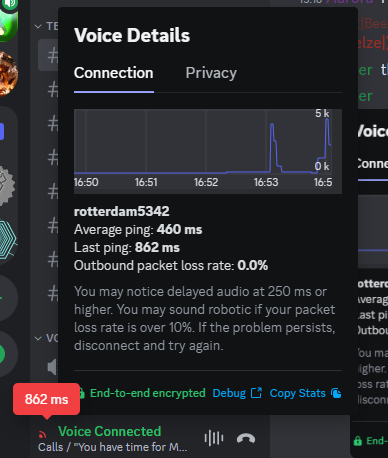 TE
Voice Details
Connection
Privacy
5 k
0 k
16:50
16:51
16:52
16:53
16:5
rotterdam5342
Average ping: 460 ms
Last ping: 862 ms
Outbound packet loss rate: 0.0%
You may notice delayed audio at 250 ms or
higher. You may sound robotic if your packet
loss rate is over 10%. If the problem persists,
disconnect and try again.
End-to-end encrypted
Debug
Copy Stats
VO
862 ms
Voice Connected
Calls / "You have time for M...